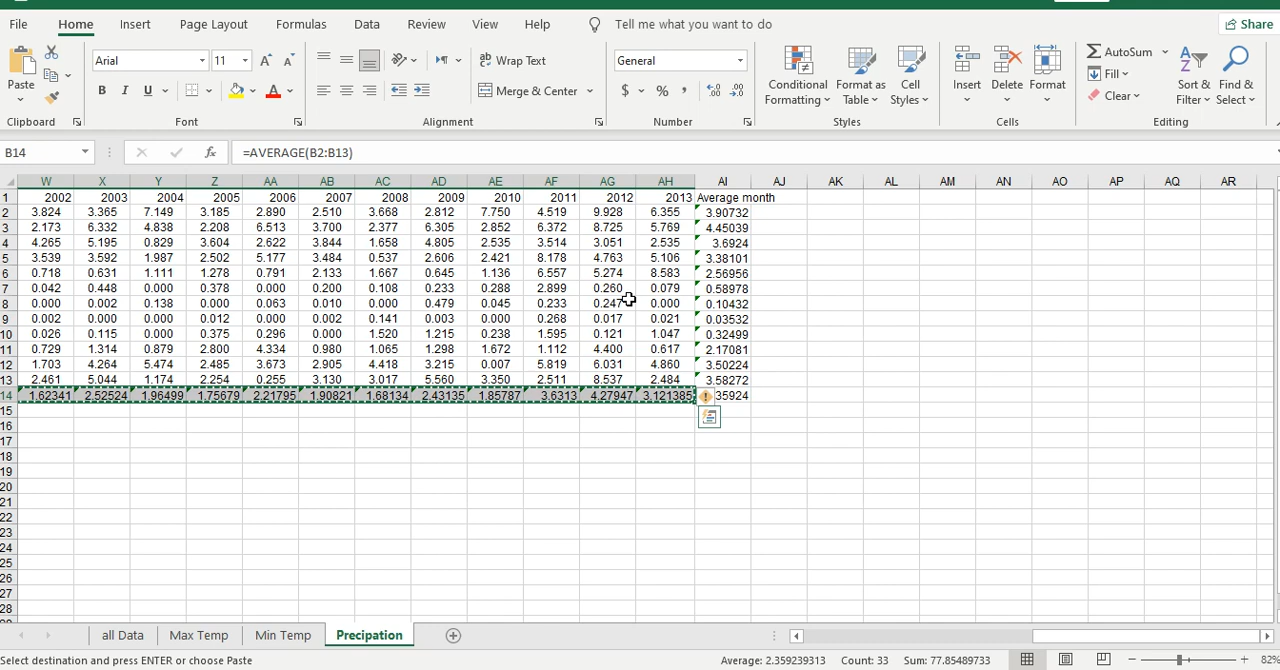 File Home Insert Page Layout Formulas Data Review View Help Tell me what you want to do Share
Arial 11 Wrap Text General AutoSum
Paste B I U Merge & Center $ % , Conditional Formatting Format as Table Cell Styles Insert Delete Format Fill Clear Sort & Filter Find & Select
Clipboard Font Alignment Number Styles Cells Editing
B14 fx =AVERAGE(B2:B13)
W X Y Z AA AB AC AD AE AF AG AH AI AJ AK AL AM AN AO AP AQ AR
1 2002 2003 2004 2005 2006 2007 2008 2009 2010 2011 2012 2013 Average month
2 3.824 3.365 7.149 3.185 2.890 2.510 3.668 2.812 7.750 4.519 9.928 6.355 3.90732
3 2.173 6.332 4.838 2.208 6.513 3.700 2.377 6.305 2.852 6.372 8.725 5.769 4.45039
4 4.265 5.195 0.829 3.604 2.622 3.844 1.658 4.805 2.535 3.514 3.051 2.535 3.6924
5 3.539 3.592 1.987 2.502 5.177 3.484 0.537 2.606 2.421 8.178 4.763 5.106 3.38101
6 0.718 0.631 1.111 1.278 0.791 2.133 1.667 0.645 1.136 6.557 5.274 8.583 2.56956
7 0.042 0.448 0.000 0.378 0.000 0.200 0.108 0.233 0.288 2.899 0.260 0.079 0.58978
8 0.000 0.002 0.138 0.000 0.063 0.010 0.000 0.479 0.045 0.233 0.247 0.000 0.10432
9 0.002 0.000 0.000 0.012 0.000 0.002 0.141 0.003 0.000 0.268 0.017 0.021 0.03532
10 0.026 0.115 0.000 0.375 0.296 0.000 1.520 1.215 0.238 1.595 0.121 1.047 0.32499
11 0.729 1.314 0.879 2.800 4.334 0.980 1.065 1.298 1.672 1.112 4.400 0.617 2.17081
12 1.703 4.264 5.474 2.485 3.673 2.905 4.418 3.215 0.007 5.819 6.031 4.860 3.50224
13 2.461 5.044 1.174 2.254 0.255 3.130 3.017 5.560 3.350 2.511 8.537 2.484 3.58272
14 1.62341 2.52524 1.96499 1.75679 2.21795 1.90821 1.68134 2.43135 1.85787 3.6313 4.27947 3.121385 35924
15
16
17
18
19
20
21
22
23
24
25
26
27
28
all Data Max Temp Min Temp Precipation
Select destination and press ENTER or choose Paste Average: 2.359239313 Count: 33 Sum: 77.85489733 82%